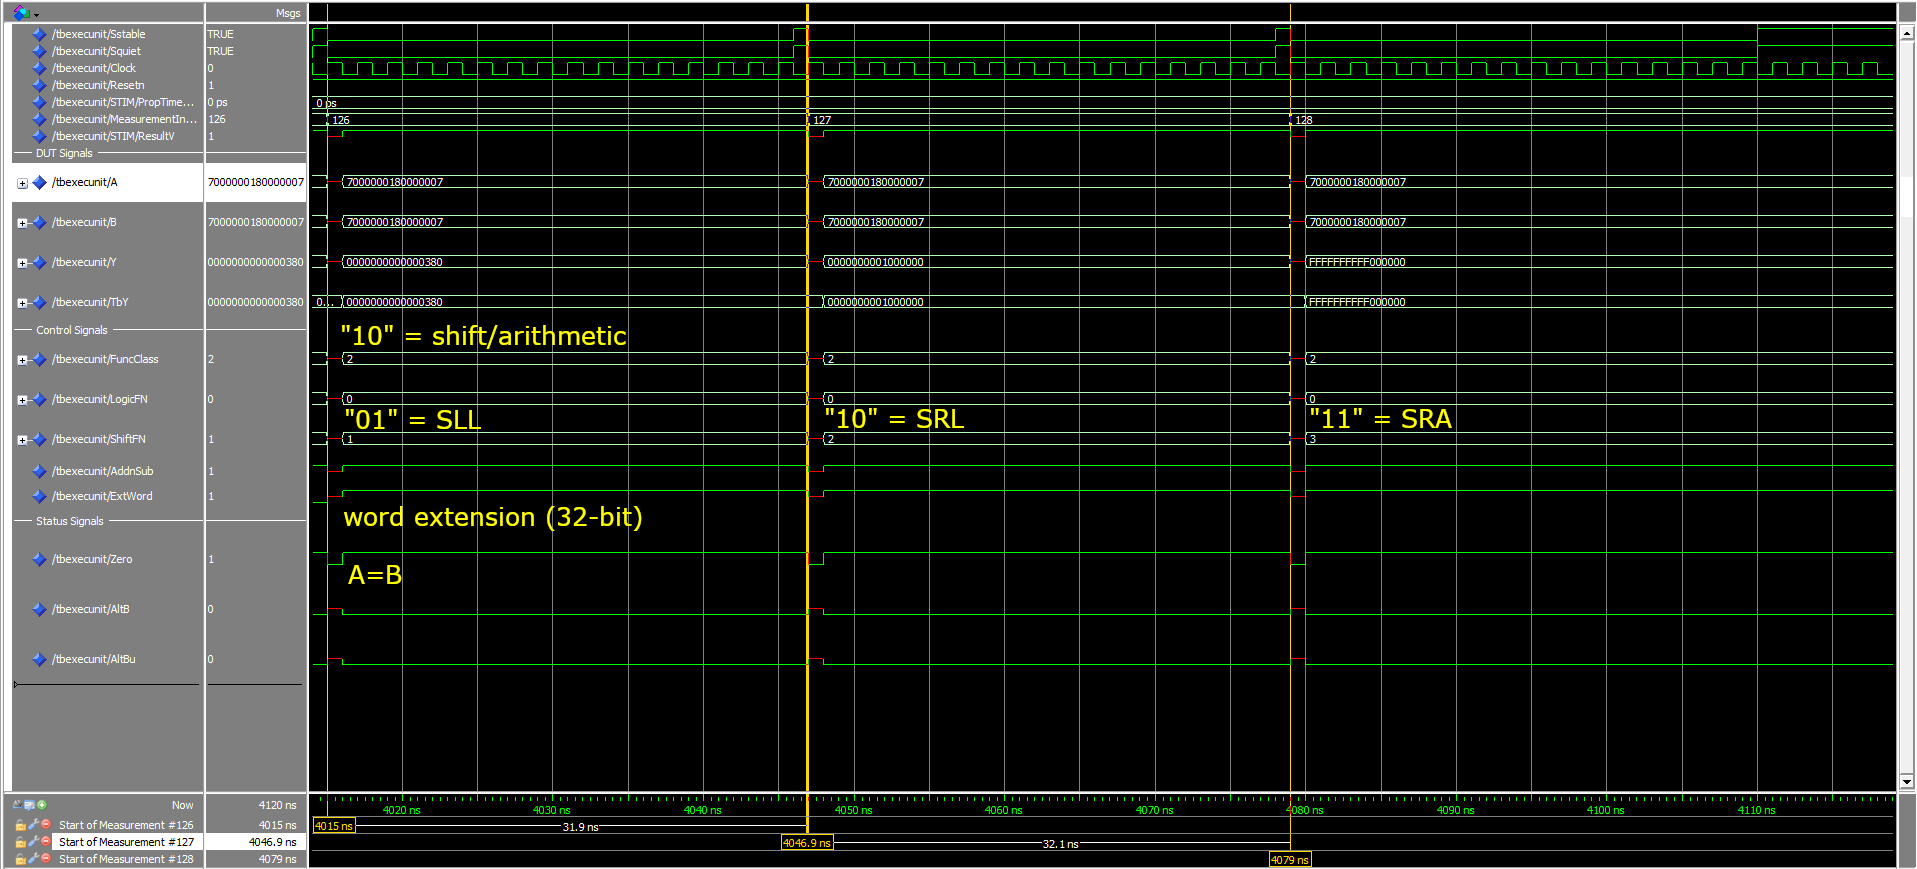 Msgs
/tbexecunit/Sstable TRUE
/tbexecunit/Squiet TRUE
/tbexecunit/Clock 0
/tbexecunit/Resetn 1
/tbexecunit/STIM/PropTime... 0 ps 0 ps
/tbexecunit/MeasurementIn... 126 126 127 128
/tbexecunit/STIM/ResultV 1
DUT Signals
/tbexecunit/A 7000000180000007 7000000180000007 7000000180000007 7000000180000007
/tbexecunit/B 7000000180000007 7000000180000007 7000000180000007 7000000180000007
/tbexecunit/Y 0000000000000380 0000000000000380 0000000001000000 FFFFFFFFFF000000
/tbexecunit/TbY 0000000000000380 0... 0000000000000380 0000000001000000 FFFFFFFFFF000000
Control Signals
"10" = shift/arithmetic
/tbexecunit/FuncClass 2 2 2 2
/tbexecunit/LogicFN 0 0 0 0
"01" = SLL "10" = SRL "11" = SRA
/tbexecunit/ShiftFN 1 1 2 3
/tbexecunit/AddnSub 1
/tbexecunit/ExtWord 1
word extension (32-bit)
Status Signals
/tbexecunit/Zero 1
A=B
/tbexecunit/AltB 0
/tbexecunit/AltBu 0
Now 4120 ns 4020 ns 4030 ns 4040 ns 4050 ns 4060 ns 4070 ns 4080 ns 4090 ns 4100 ns 4110 ns
Start of Measurement #126 4015 ns 4015 ns 31.9 ns
Start of Measurement #127 4046.9 ns 4046.9 ns 32.1 ns
Start of Measurement #128 4079 ns 4079 ns